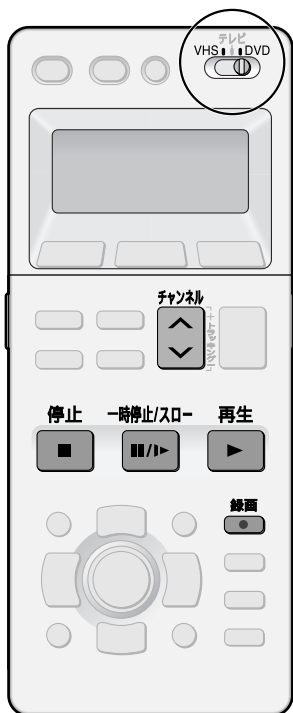 テレビ
VHS DVD
チャンネル
[+トラッキング-]
停止 一時停止/スロー 再生
録画